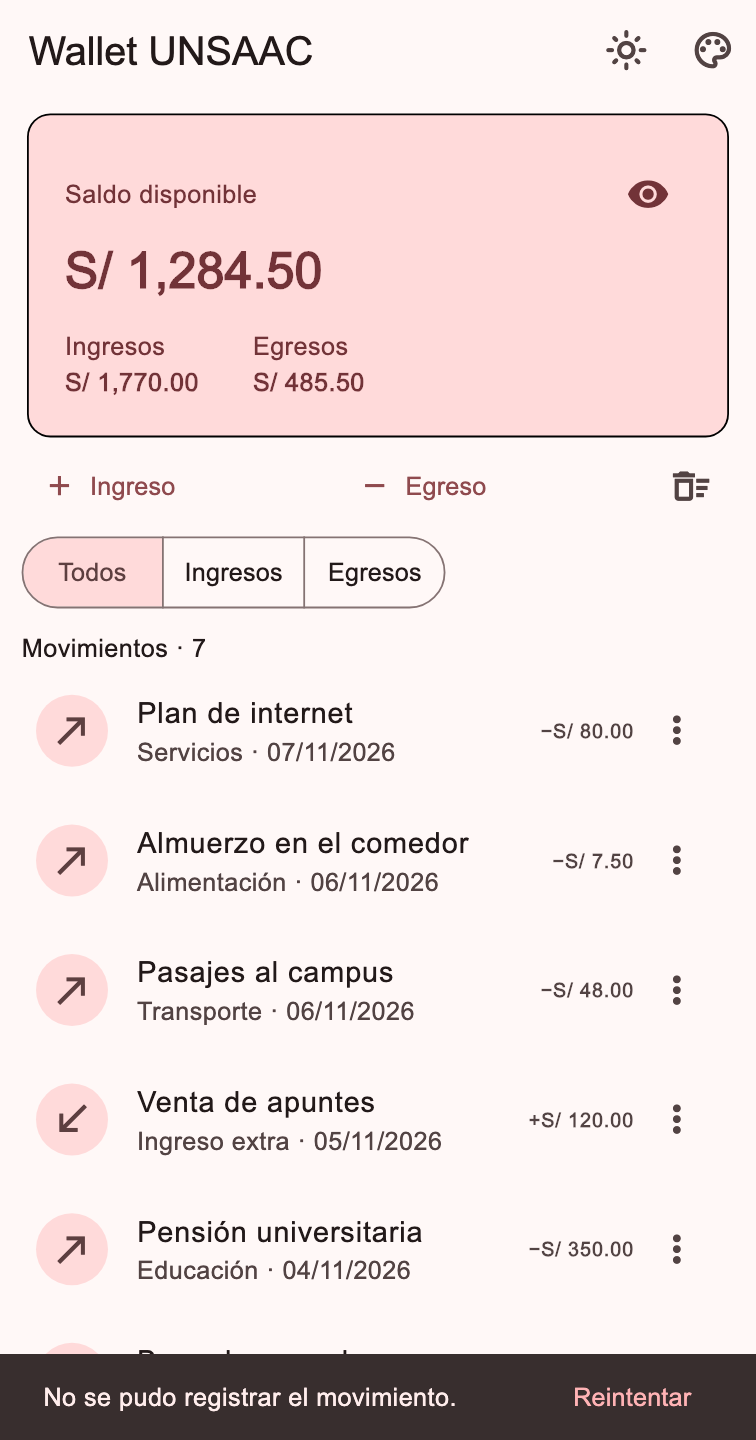 Wallet UNSAAC
Saldo disponible
S/ 1,284.50
Ingresos Egresos
S/ 1,770.00 S/ 485.50
+ Ingreso − Egreso
Todos Ingresos Egresos
Movimientos · 7
Plan de internet
Servicios · 07/11/2026
−S/ 80.00
Almuerzo en el comedor
Alimentación · 06/11/2026
−S/ 7.50
Pasajes al campus
Transporte · 06/11/2026
−S/ 48.00
Venta de apuntes
Ingreso extra · 05/11/2026
+S/ 120.00
Pensión universitaria
Educación · 04/11/2026
−S/ 350.00
No se pudo registrar el movimiento. Reintentar